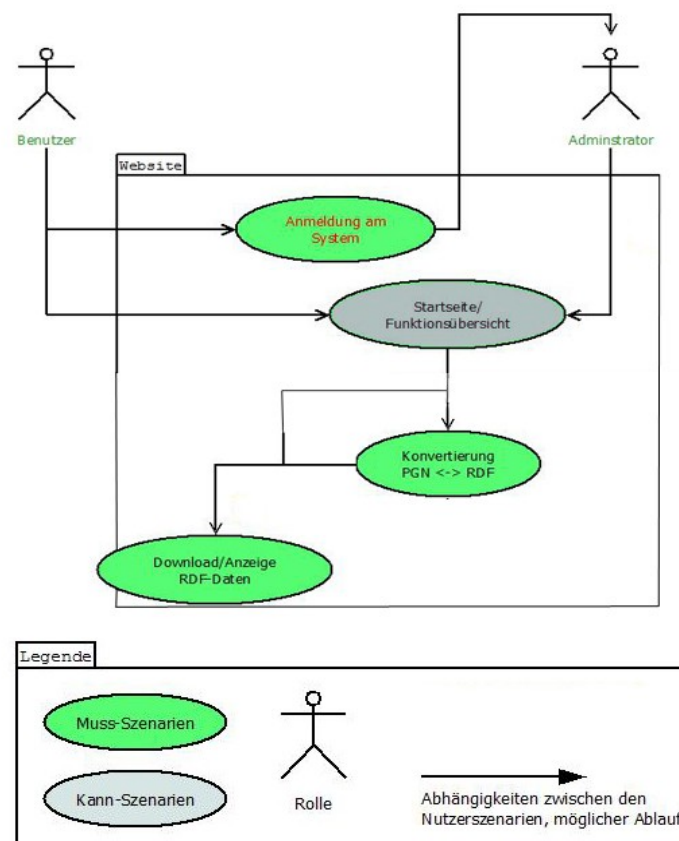 Benutzer
Adminstrator
Website
Anmeldung am
System
Startseite/
Funktionsübersicht
Konvertierung
PGN <-> RDF
Download/Anzeige
RDF-Daten
Legende
Muss-Szenarien
Kann-Szenarien
Rolle
Abhängigkeiten zwischen den
Nutzerszenarien, möglicher Ablauf